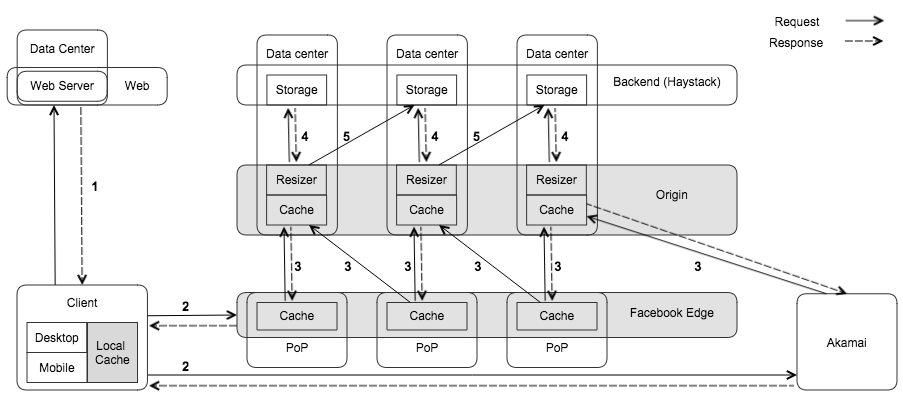 Request
Response
Data Center
Web Server
Web
Data center
Data center
Data center
Storage
Storage
Storage
Backend (Haystack)
4
5
4
5
4
1
Resizer
Resizer
Resizer
Origin
Cache
Cache
Cache
3
3
3
3
3
3
Client
Desktop
Mobile
Local
Cache
2
Cache
Cache
Cache
Facebook Edge
PoP
PoP
PoP
2
Akamai